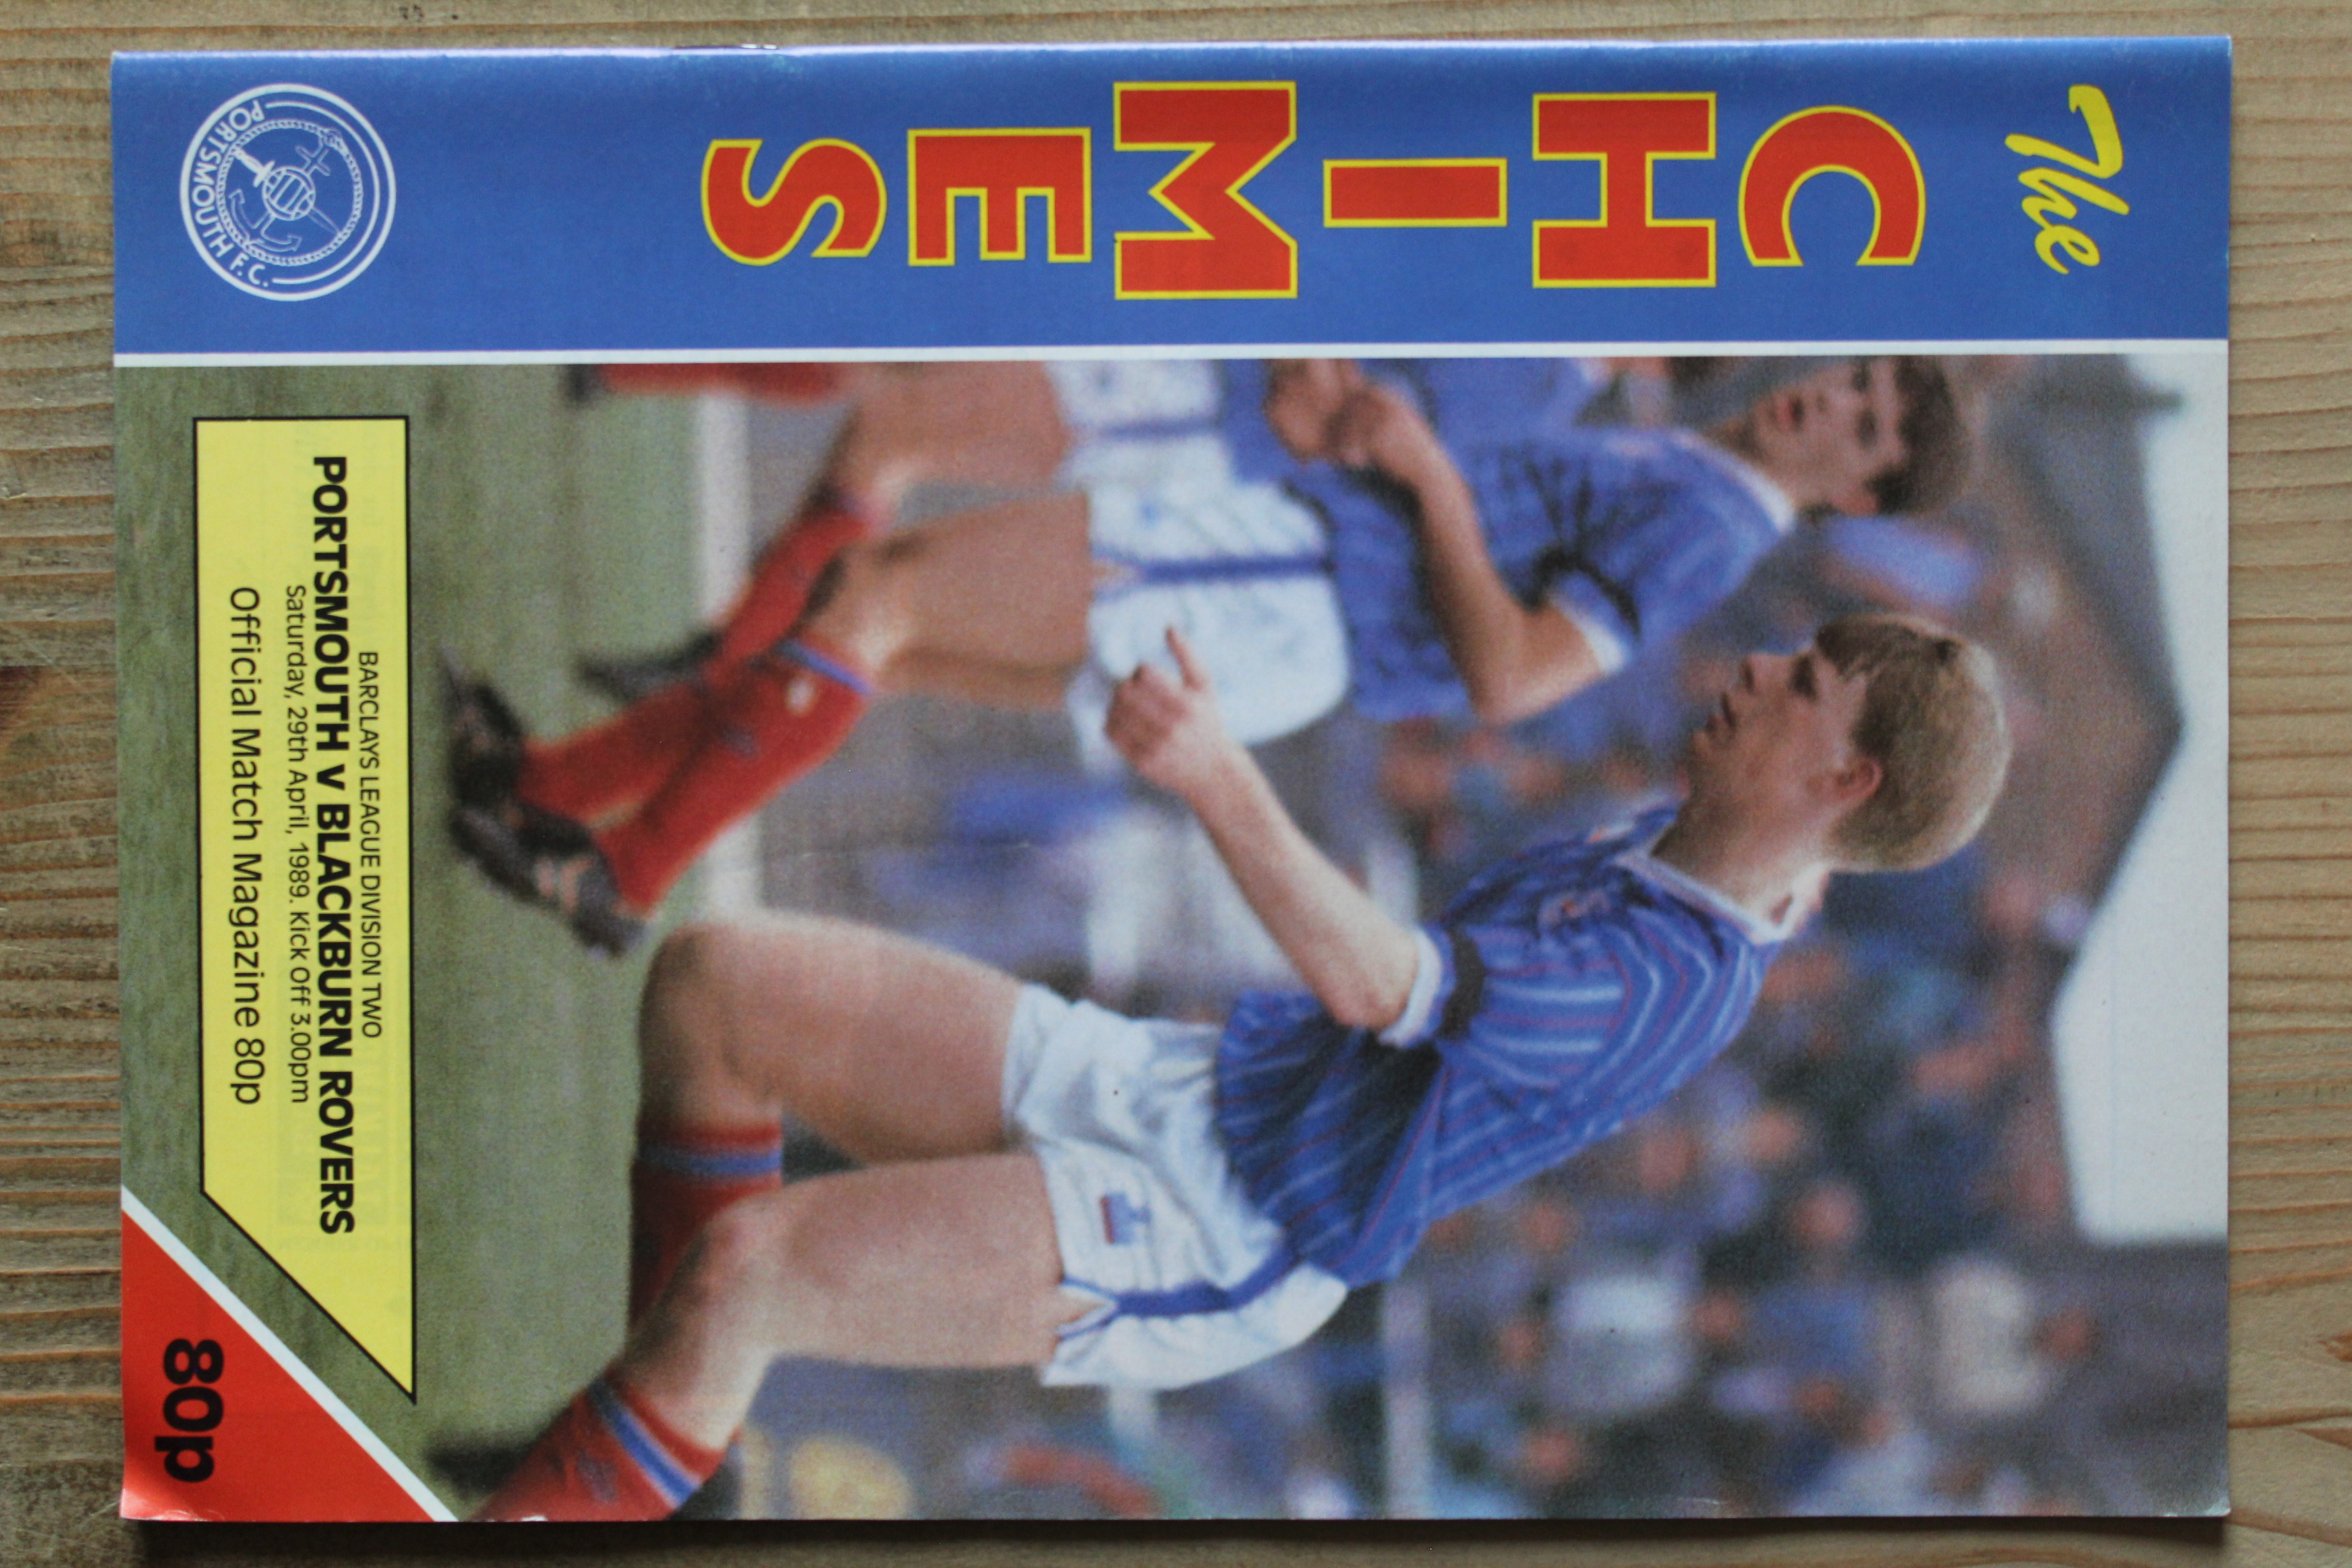 The
CHIMES
PORTSMOUTH F.C.
BARCLAYS LEAGUE DIVISION TWO
PORTSMOUTH v BLACKBURN ROVERS
Saturday, 29th April, 1989. Kick Off 3.00pm
Official Match Magazine 80p
80p